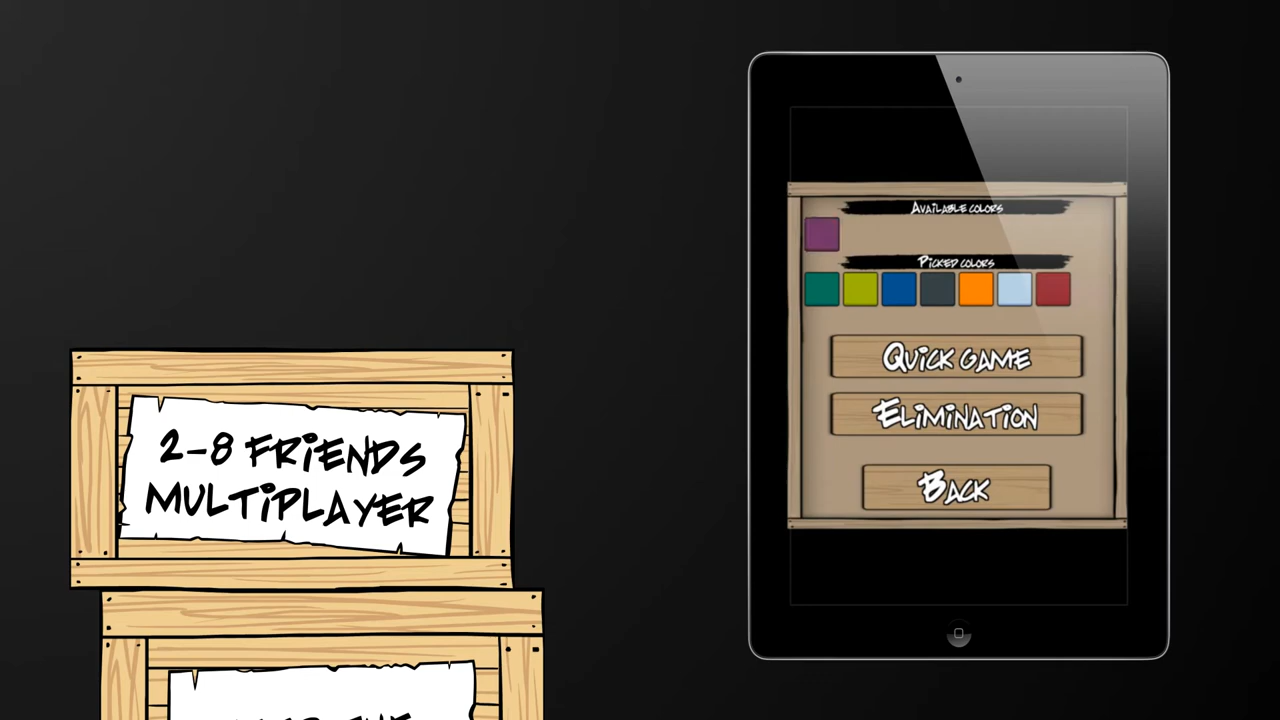 2-8 FRIENDS
MULTIPLAYER
AVAILABLE COLORS
PICKED COLORS
QUICK GAME
ELIMINATION
BACK